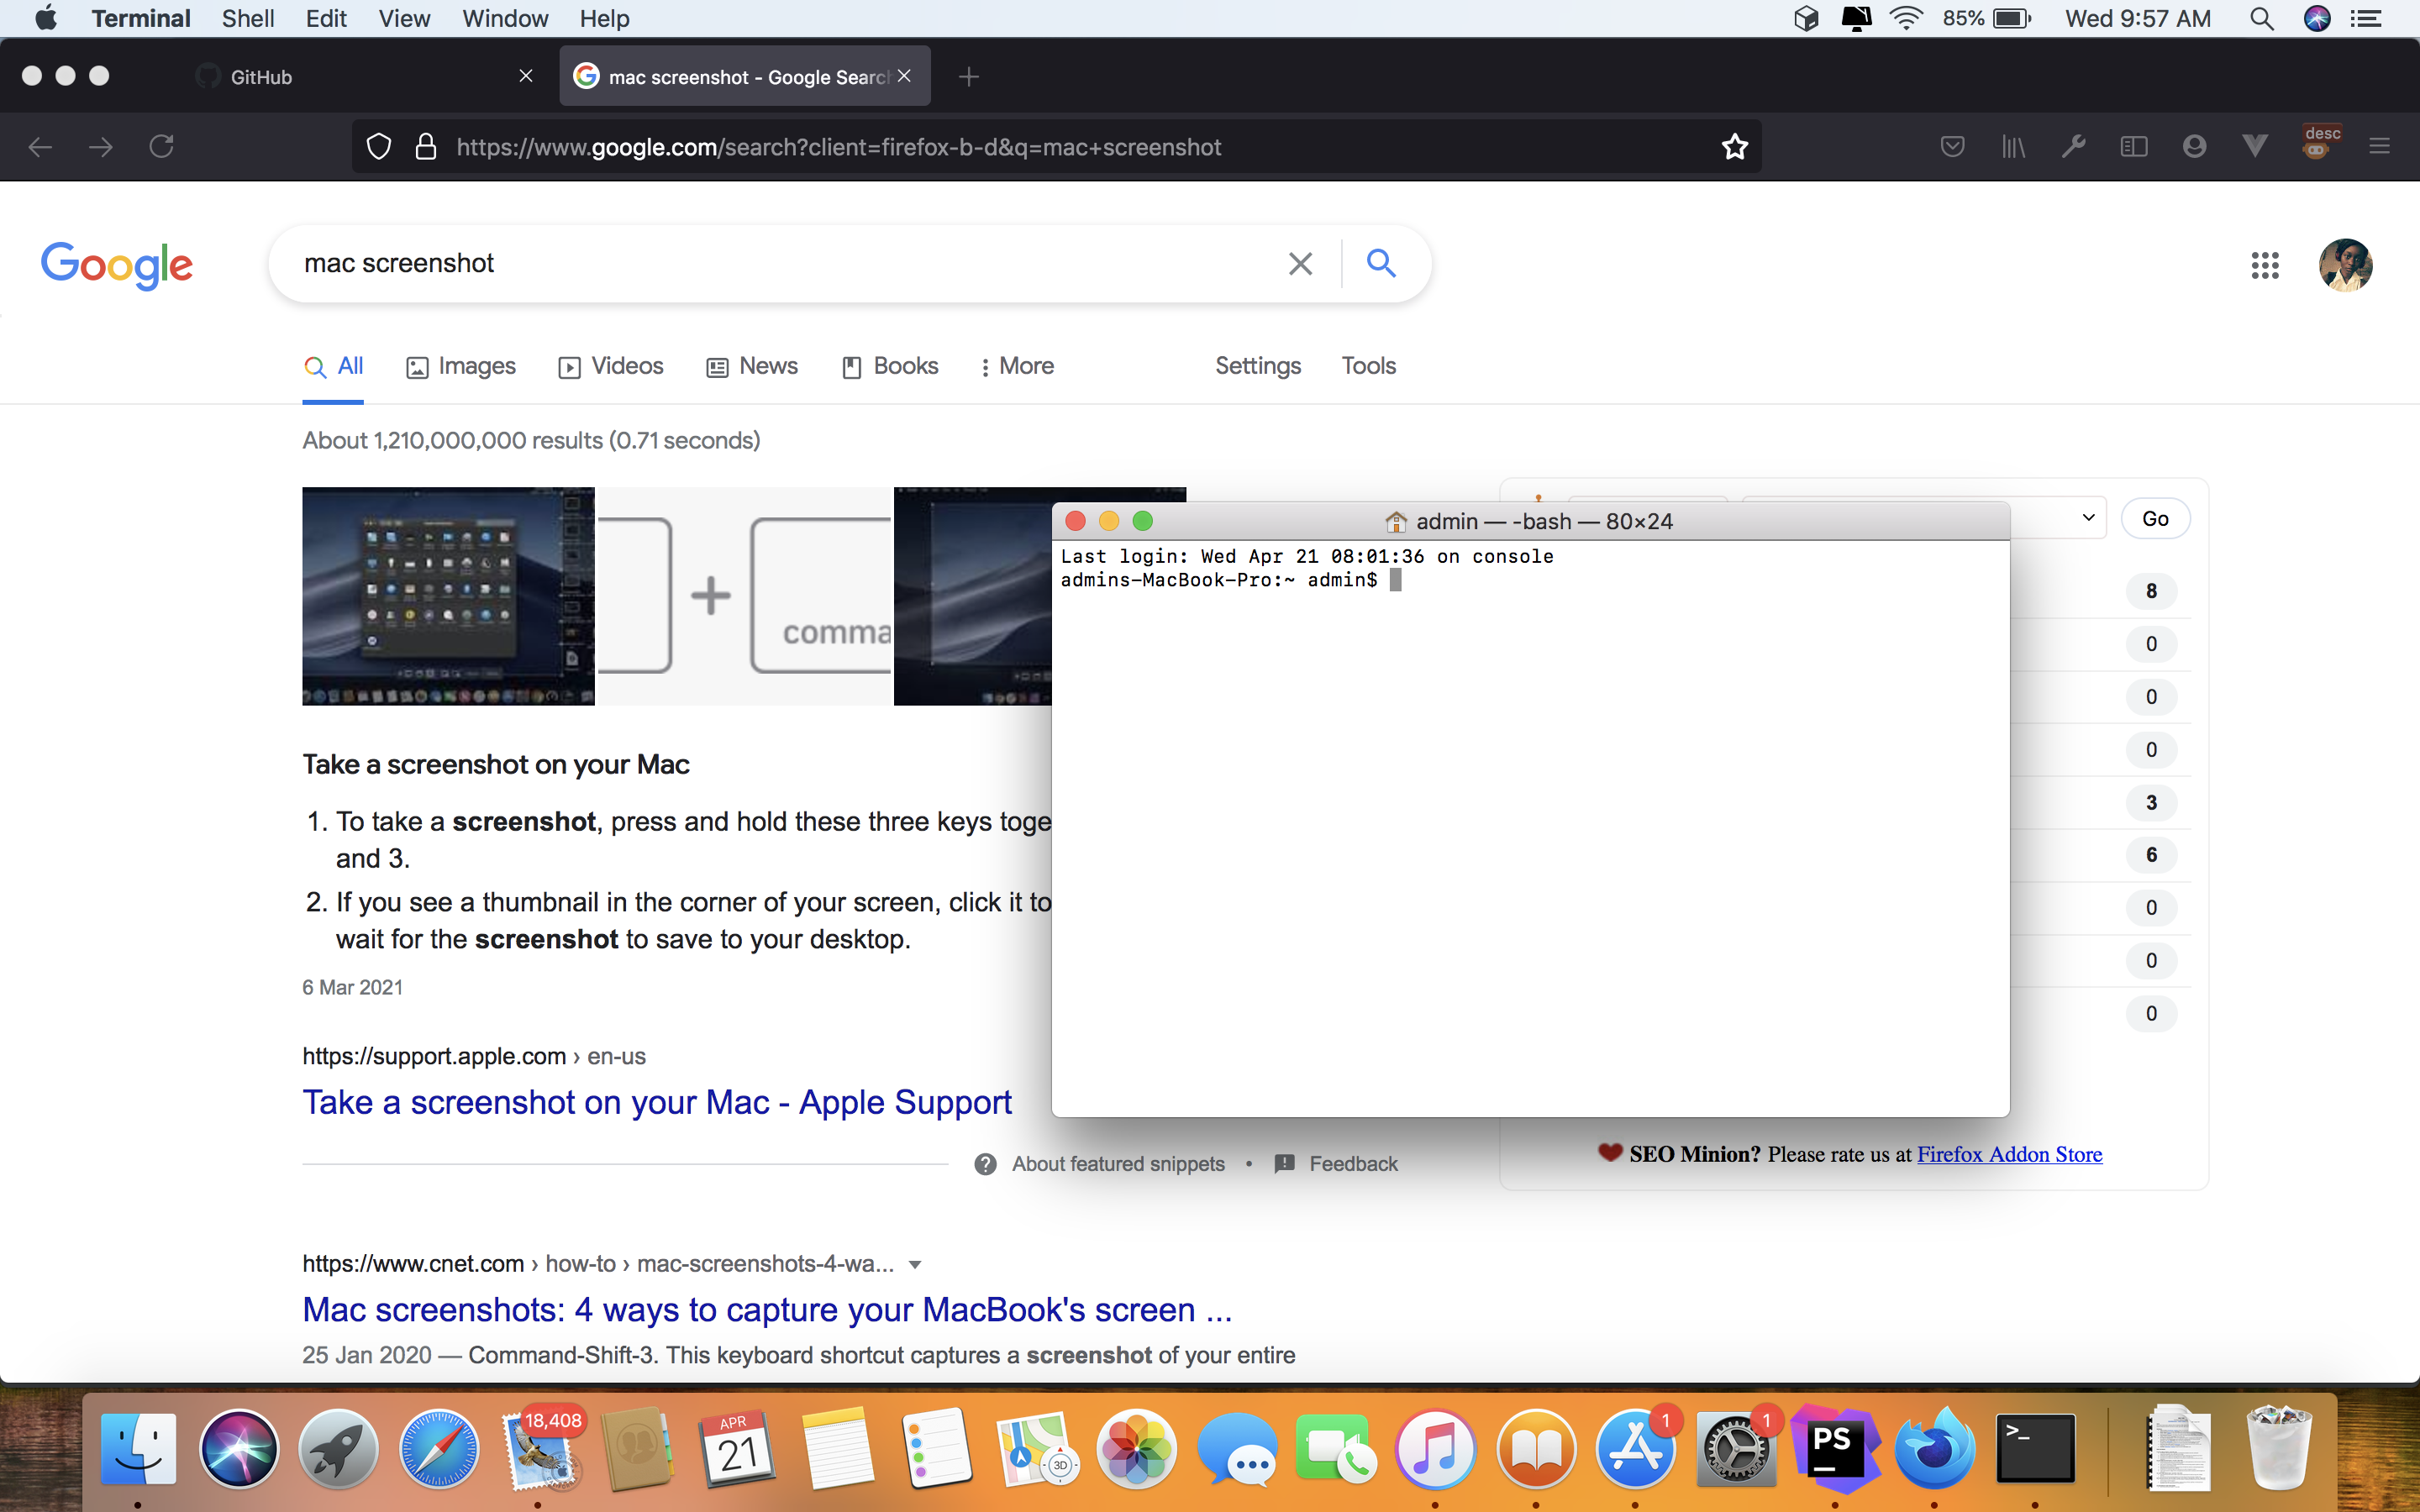 Terminal Shell Edit View Window Help 85% Wed 9:57 AM
GitHub mac screenshot - Google Search
https://www.google.com/search?client=firefox-b-d&q=mac+screenshot desc
Google mac screenshot
All Images Videos News Books More Settings Tools
About 1,210,000,000 results (0.71 seconds)
+
comma
Take a screenshot on your Mac
1. To take a screenshot, press and hold these three keys toge
and 3.
2. If you see a thumbnail in the corner of your screen, click it to
wait for the screenshot to save to your desktop.
6 Mar 2021
https://support.apple.com › en-us
Take a screenshot on your Mac - Apple Support
About featured snippets • Feedback
https://www.cnet.com › how-to › mac-screenshots-4-wa...
Mac screenshots: 4 ways to capture your MacBook's screen ...
25 Jan 2020 — Command-Shift-3. This keyboard shortcut captures a screenshot of your entire
admin — -bash — 80×24
Last login: Wed Apr 21 08:01:36 on console
admins-MacBook-Pro:~ admin$
Go
8
0
0
0
3
6
0
0
0
SEO Minion? Please rate us at Firefox Addon Store
18,408
APR
21
3D
1
1
PS
>_